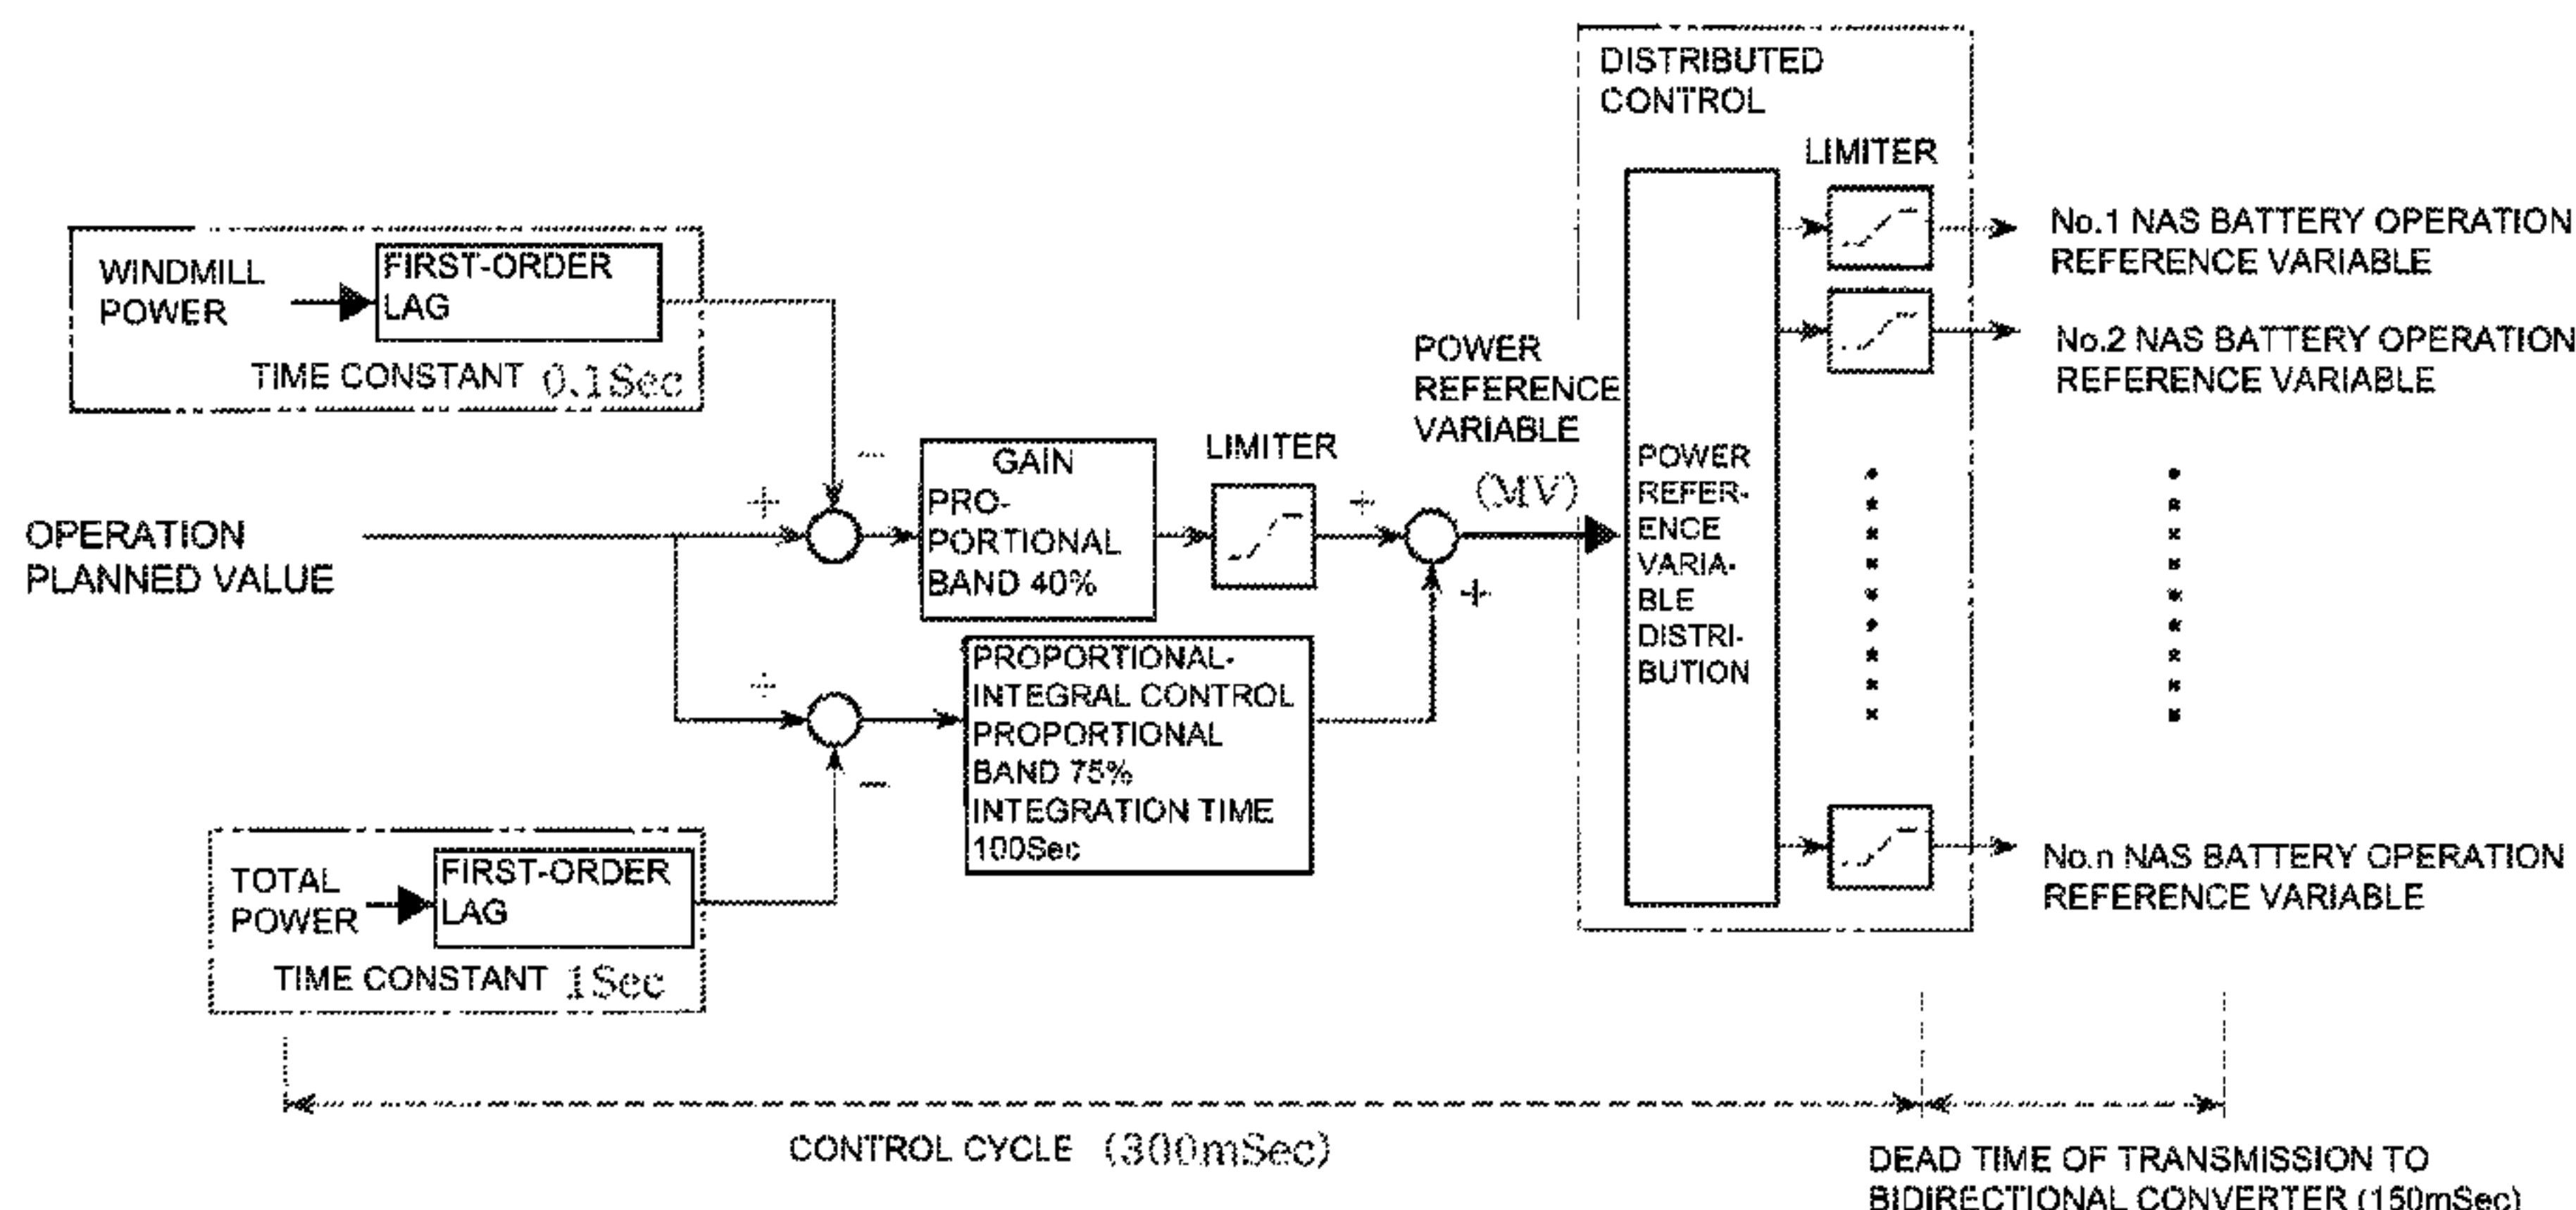 DISTRIBUTED
CONTROL
LIMITER
No.1 NAS BATTERY OPERATION
REFERENCE VARIABLE
No.2 NAS BATTERY OPERATION
REFERENCE VARIABLE
WINDMILL
POWER
FIRST-ORDER
LAG
TIME CONSTANT 0.1Sec
POWER
REFERENCE
VARIABLE
(MV)
−
+
GAIN
PRO-
PORTIONAL
BAND 40%
LIMITER
+
+
OPERATION
PLANNED VALUE
POWER
REFER-
ENCE
VARIA-
BLE
DISTRI-
BUTION
+
−
PROPORTIONAL-
INTEGRAL CONTROL
PROPORTIONAL
BAND 75%
INTEGRATION TIME
100Sec
TOTAL
POWER
FIRST-ORDER
LAG
TIME CONSTANT 1Sec
No.n NAS BATTERY OPERATION
REFERENCE VARIABLE
CONTROL CYCLE (300mSec)
DEAD TIME OF TRANSMISSION TO
BIDIRECTIONAL CONVERTER (150mSec)